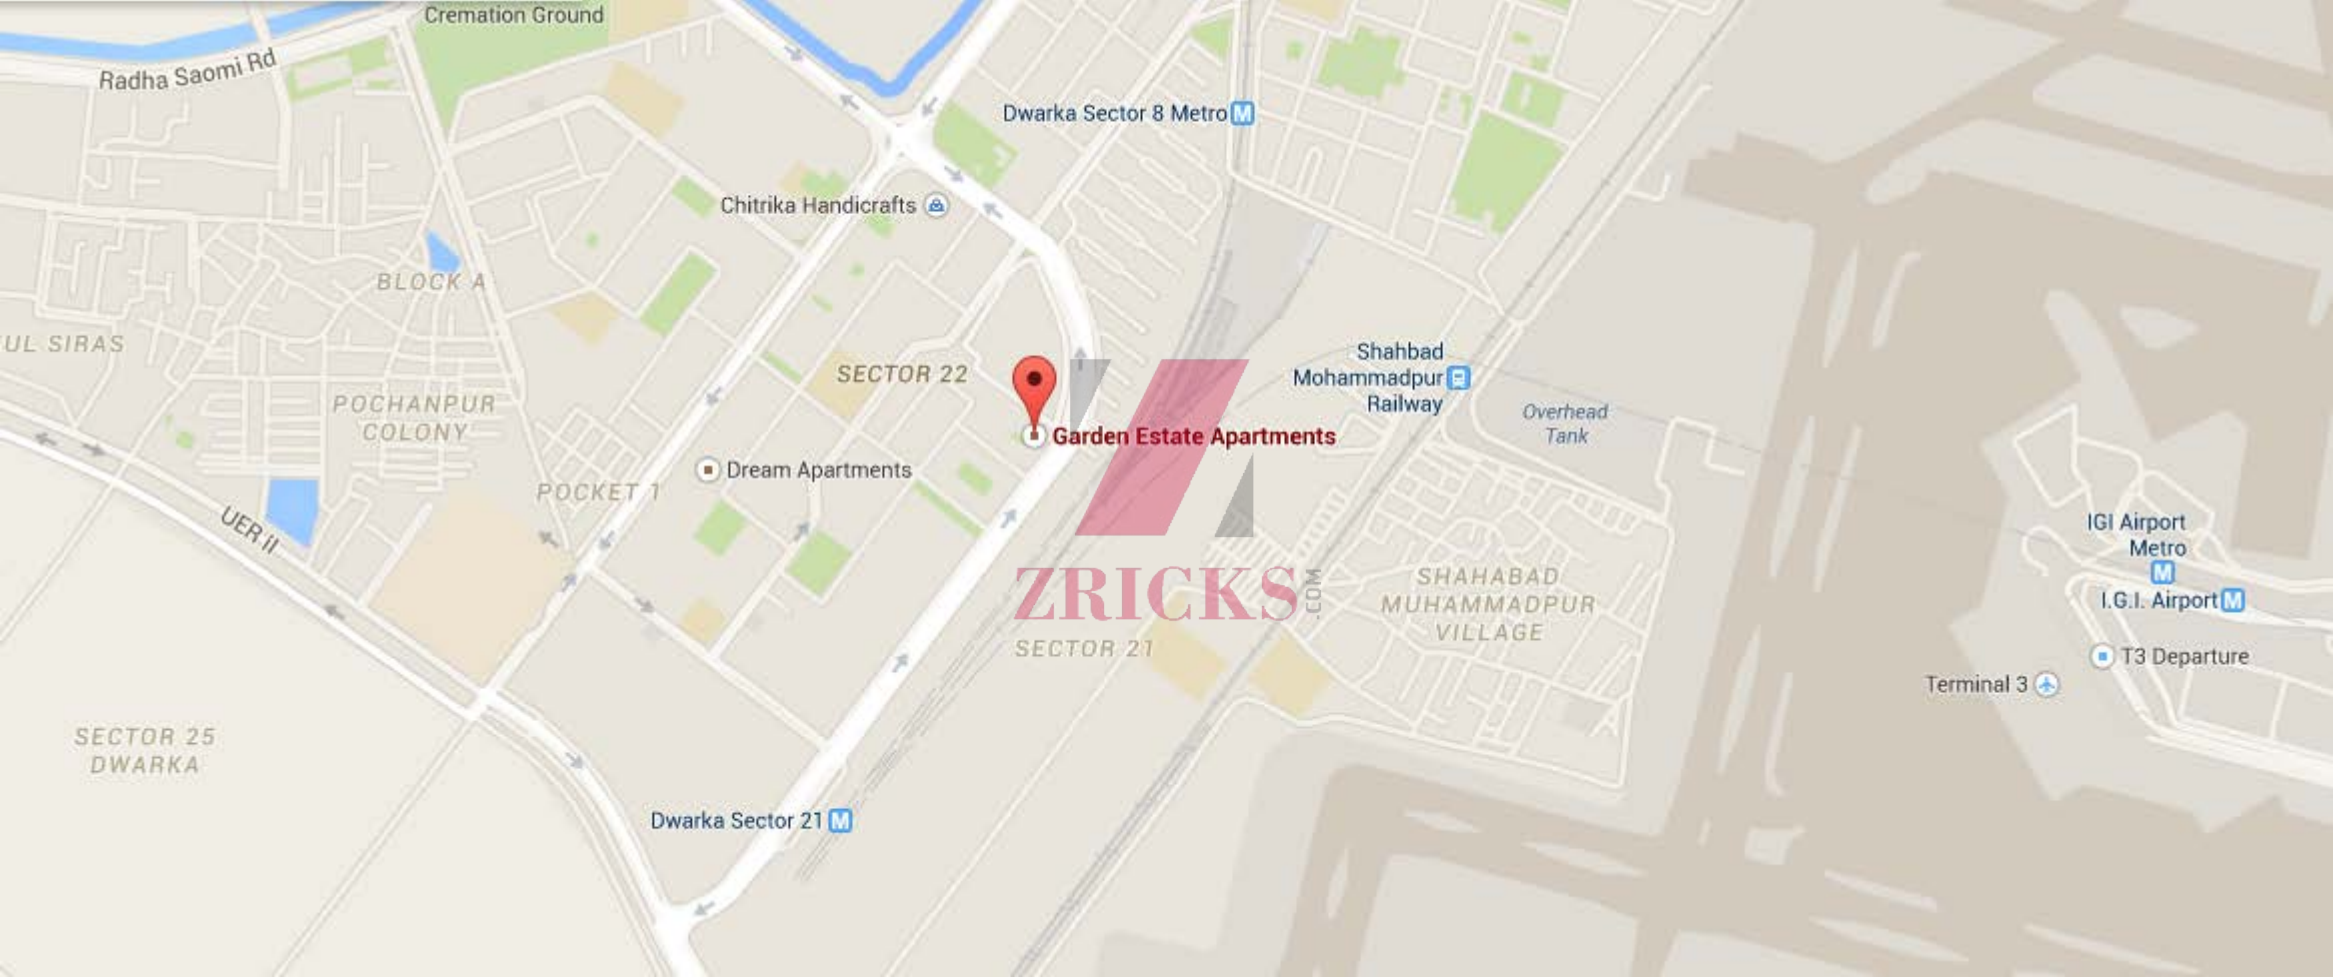 Cremation Ground
Radha Saomi Rd
Dwarka Sector 8 Metro M
Chitrika Handicrafts
BLOCK A
UL SIRAS
SECTOR 22
Shahbad
Mohammadpur
Railway
POCHANPUR
COLONY
Overhead
Tank
Garden Estate Apartments
Dream Apartments
POCKET 1
UER II
IGI Airport
Metro
M
I.G.I. Airport M
ZRICKS.COM
SHAHABAD
MUHAMMADPUR
VILLAGE
SECTOR 21
T3 Departure
Terminal 3
SECTOR 25
DWARKA
Dwarka Sector 21 M